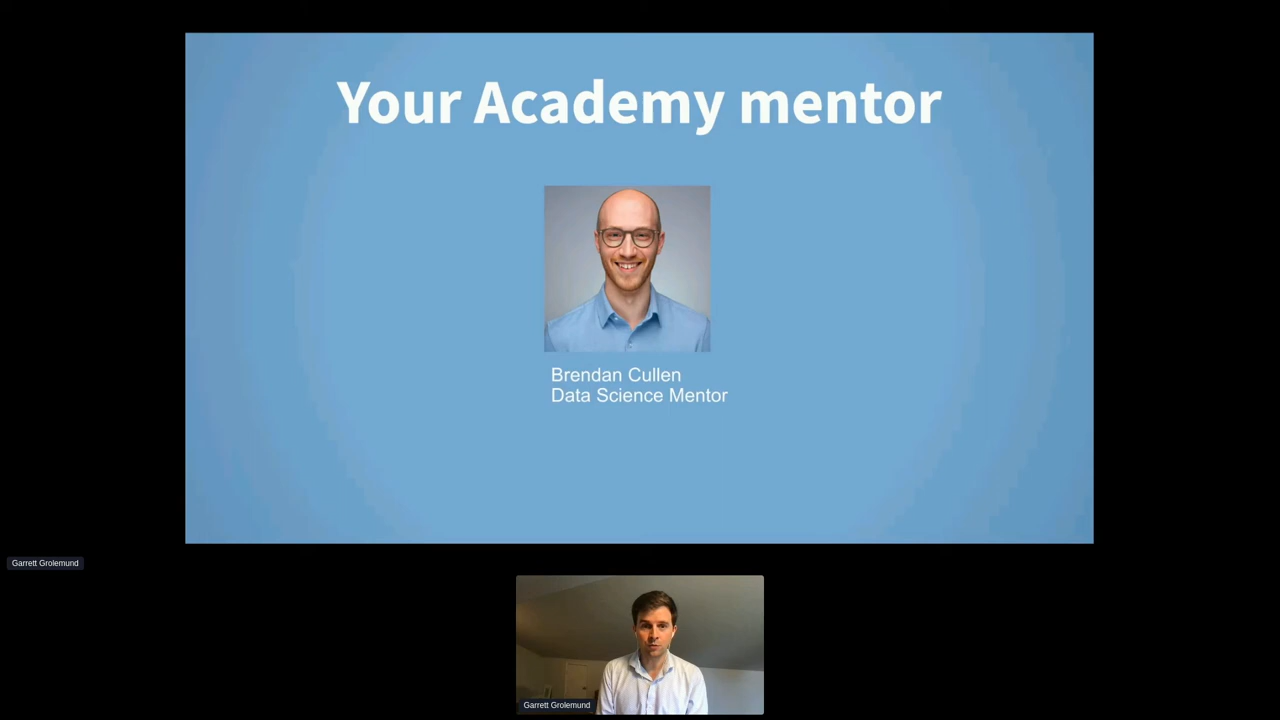 Your Academy mentor
Brendan Cullen
Data Science Mentor
Garrett Grolemund
Garrett Grolemund